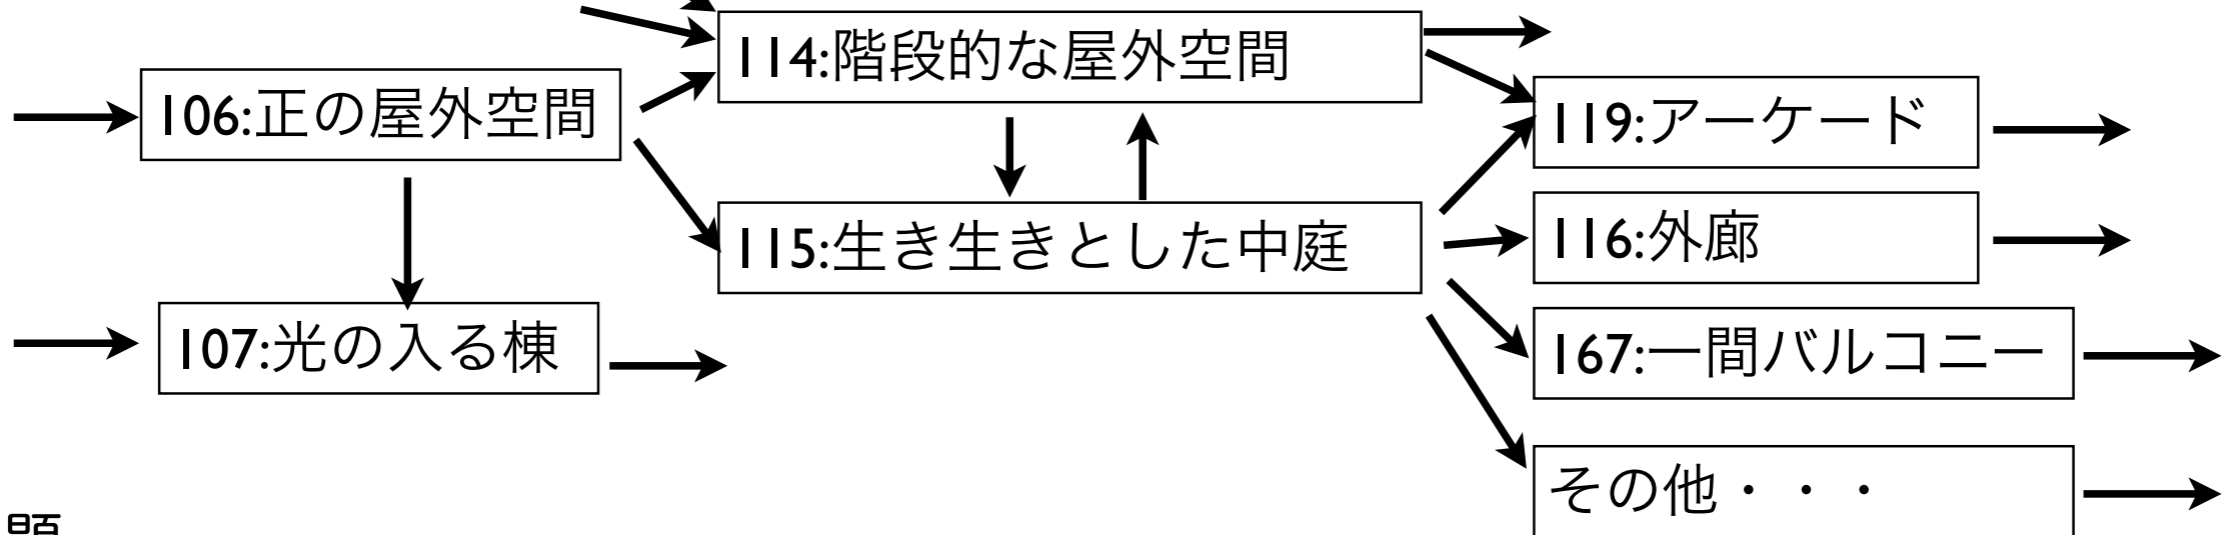 114:階段的な屋外空間
106:正の屋外空間
119:アーケード
115:生き生きとした中庭
116:外廊
107:光の入る棟
167:一間バルコニー
その他・・・